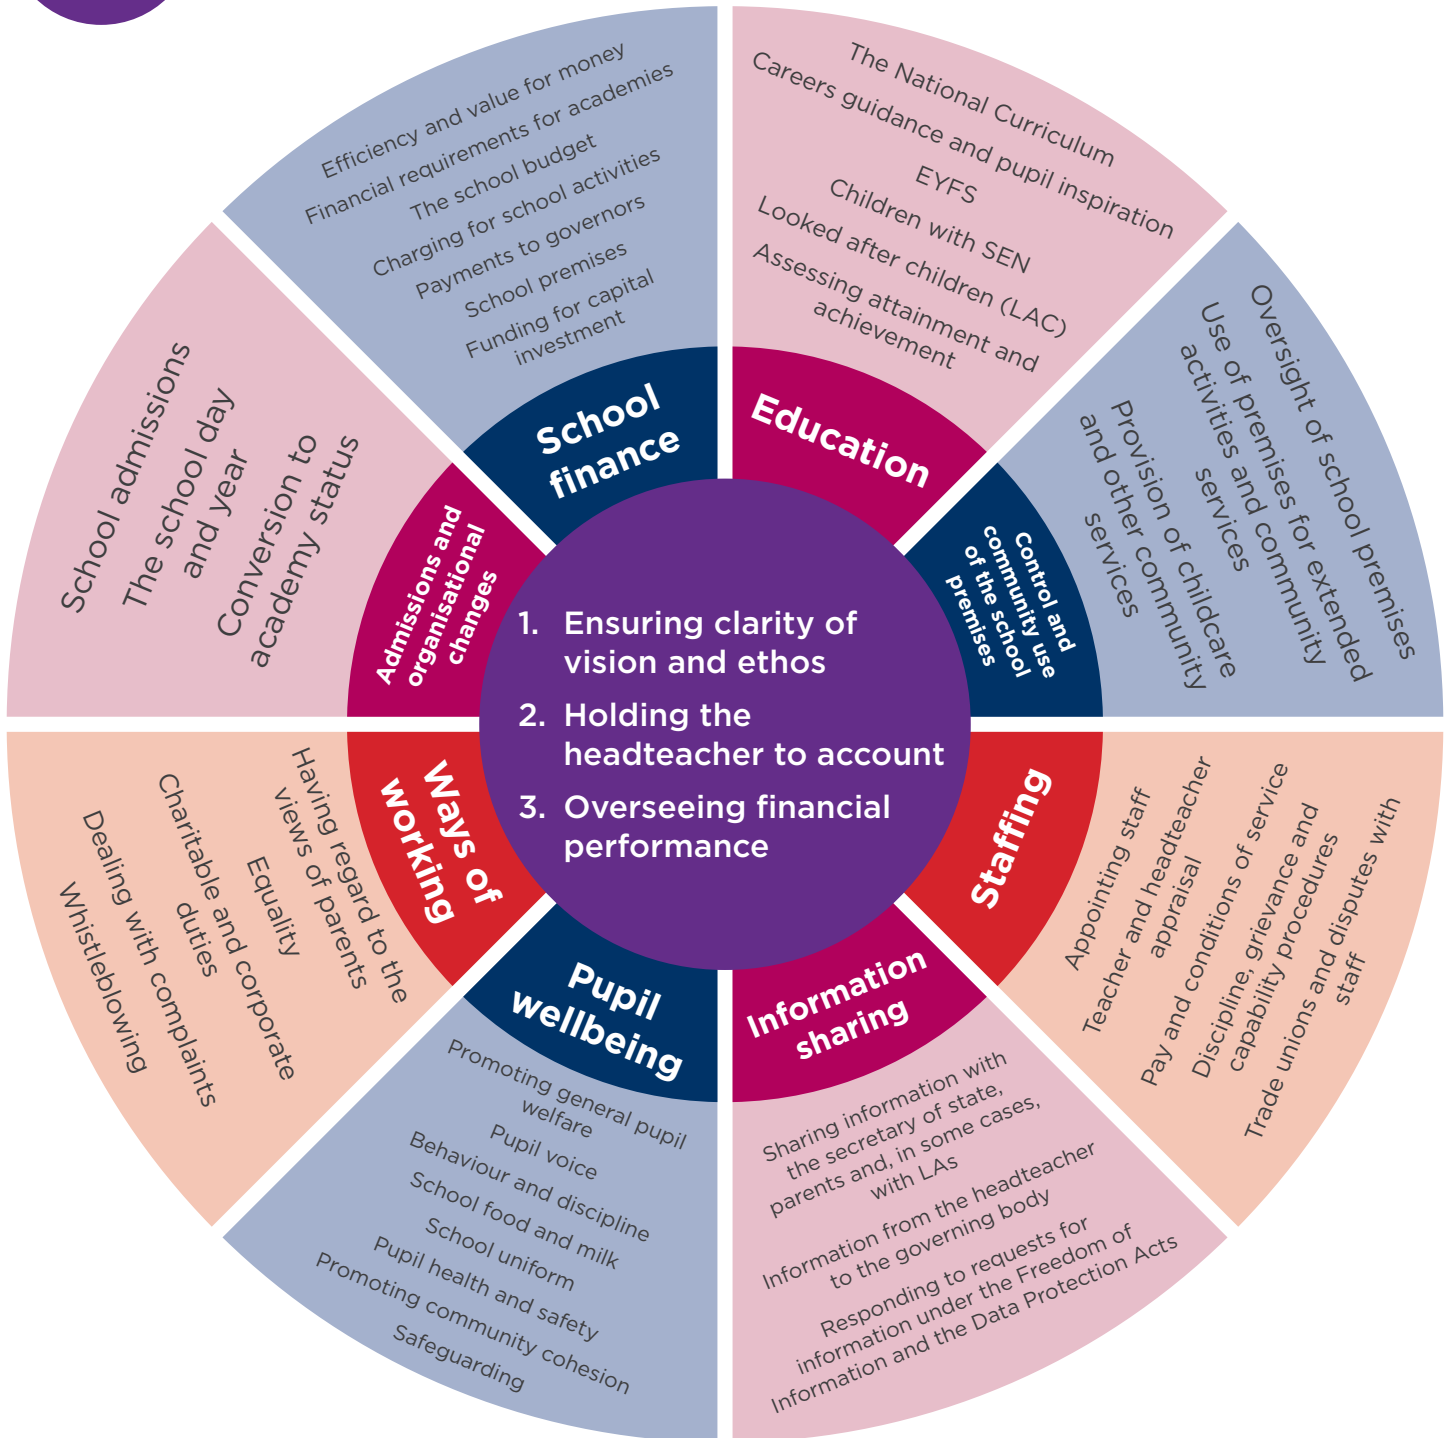 Efficiency and value for money
Financial requirements for academies
The school budget
Charging for school activities
Payments to governors
School premises
Funding for capital
investment
School
finance
The National Curriculum
Careers guidance and pupil inspiration
EYFS
Children with SEN
Looked after children (LAC)
Assessing attainment and
achievement
Education
Oversight of school premises
Use of premises for extended
activities and community
services
Provision of childcare
and other community
services
Control and
community use
of the school
premises
Appointing staff
Teacher and headteacher
appraisal
Pay and conditions of service
Discipline, grievance and
capability procedures
Trade unions and disputes with
staff
Staffing
Information
sharing
Sharing information with
the secretary of state,
parents and, in some cases,
with LAs
Information from the headteacher
to the governing body
Responding to requests for
information under the Freedom of
Information and the Data Protection Acts
Pupil
wellbeing
Promoting general pupil
welfare
Pupil voice
Behaviour and discipline
School food and milk
School uniform
Pupil health and safety
Promoting community cohesion
Safeguarding
Ways of
working
Having regard to the
views of parents
Equality
Charitable and corporate
duties
Dealing with complaints
Whistleblowing
Admissions and
organisational
changes
School admissions
The school day
and year
Conversion to
academy status
1. Ensuring clarity of
vision and ethos
2. Holding the
headteacher to account
3. Overseeing financial
performance